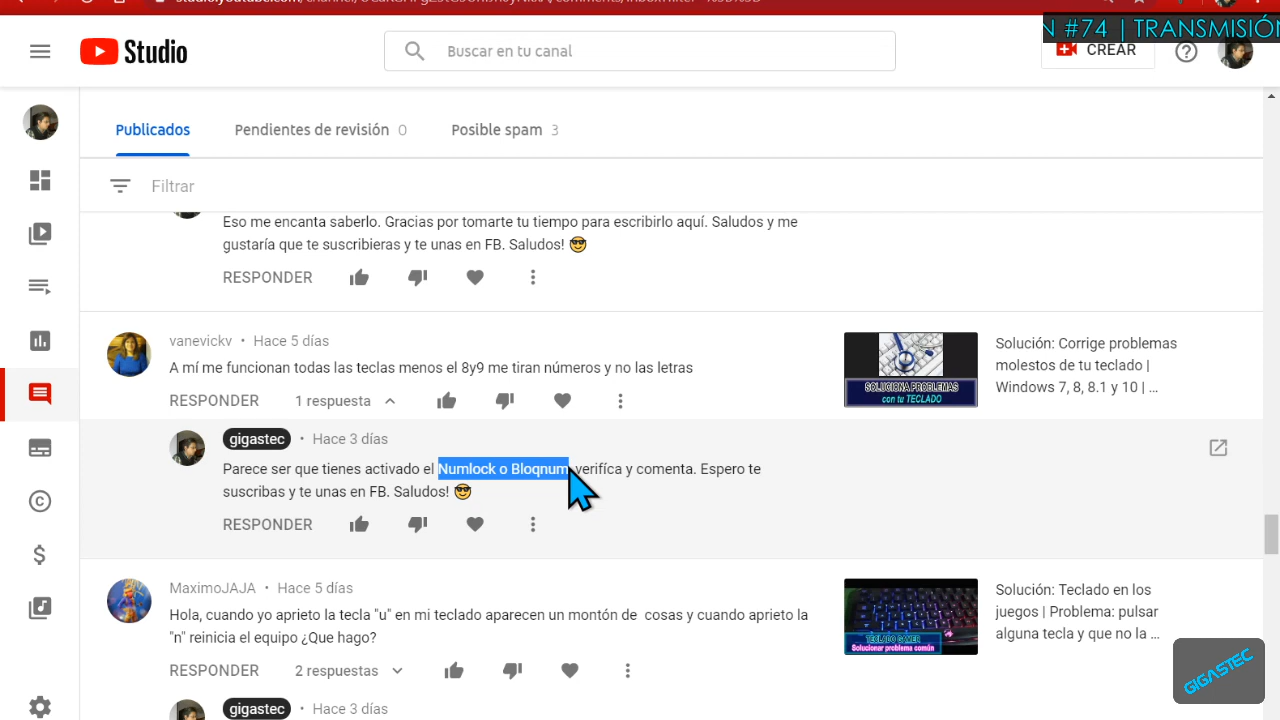 N #74 | TRANSMISIÓN
Studio
Buscar en tu canal
CREAR
Publicados
Pendientes de revisión 0
Posible spam 3
Filtrar
Eso me encanta saberlo. Gracias por tomarte tu tiempo para escribirlo aquí. Saludos y me
gustaría que te suscribieras y te unas en FB. Saludos! 😎
RESPONDER
vanevickv • Hace 5 días
A mí me funcionan todas las teclas menos el 8y9 me tiran números y no las letras
RESPONDER 1 respuesta
SOLUCIONA PROBLEMAS
con tu TECLADO
Solución: Corrige problemas
molestos de tu teclado |
Windows 7, 8, 8.1 y 10 | ...
gigastec • Hace 3 días
Parece ser que tienes activado el Numlock o Bloqnum, verifíca y comenta. Espero te
suscribas y te unas en FB. Saludos! 😎
RESPONDER
MaximoJAJA • Hace 5 días
Hola, cuando yo aprieto la tecla "u" en mi teclado aparecen un montón de cosas y cuando aprieto la
"n" reinicia el equipo ¿Que hago?
RESPONDER 2 respuestas
TECLADO GAMER
Solucionar problema común
Solución: Teclado en los
juegos | Problema: pulsar
alguna tecla y que no la ...
GIGASTEC
gigastec • Hace 3 días